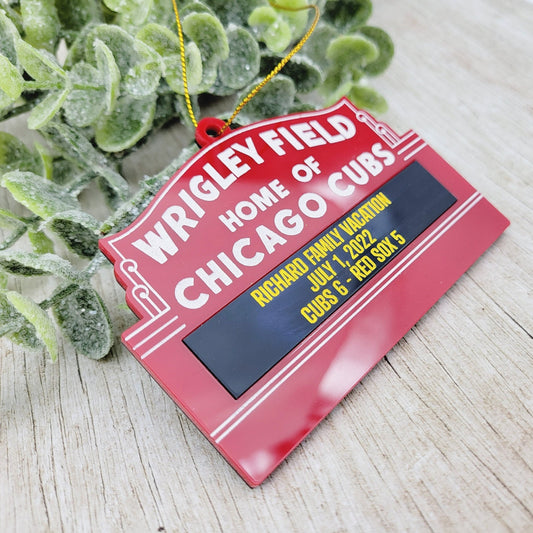 WRIGLEY FIELD
HOME OF
CHICAGO CUBS
RICHARD FAMILY VACATION
JULY 1, 2022
CUBS 6 - RED SOX 5